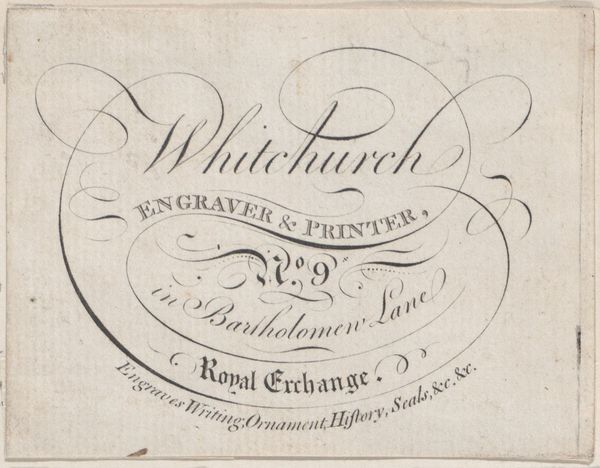 Whitchurch
ENGRAVER & PRINTER,
No. 9
in Bartholomew Lane
Royal Exchange.
Engraves Writing, Ornament, Hiſtory, Seals, &c. &c.